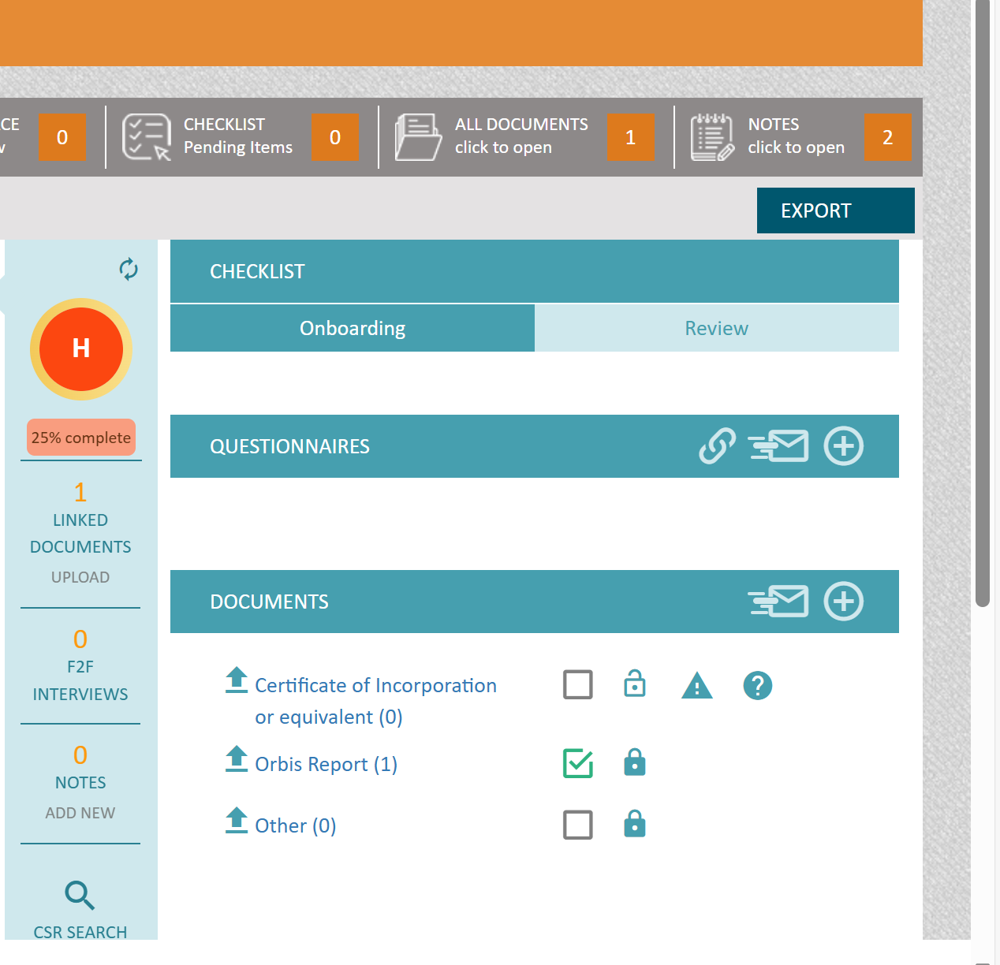 CE
0
CHECKLIST
Pending Items
0
ALL DOCUMENTS
click to open
1
NOTES
click to open
2
EXPORT
H
25% complete
1
LINKED
DOCUMENTS
UPLOAD
0
F2F
INTERVIEWS
0
NOTES
ADD NEW
CSR SEARCH
CHECKLIST
Onboarding
Review
QUESTIONNAIRES
DOCUMENTS
Certificate of Incorporation
or equivalent (0)
Orbis Report (1)
Other (0)